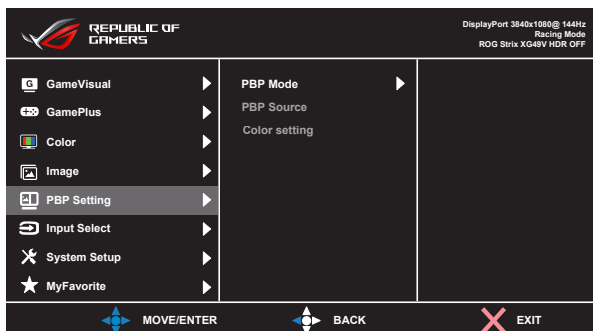 REPUBLIC OF
GAMERS
DisplayPort 3840x1080@ 144Hz
Racing Mode
ROG Strix XG49V HDR OFF
G GameVisual
GamePlus
Color
Image
PBP Setting
Input Select
System Setup
MyFavorite
PBP Mode
PBP Source
Color setting
MOVE/ENTER
BACK
EXIT